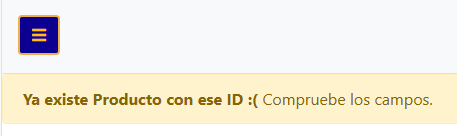 Ya existe Producto con ese ID :( Compruebe los campos.